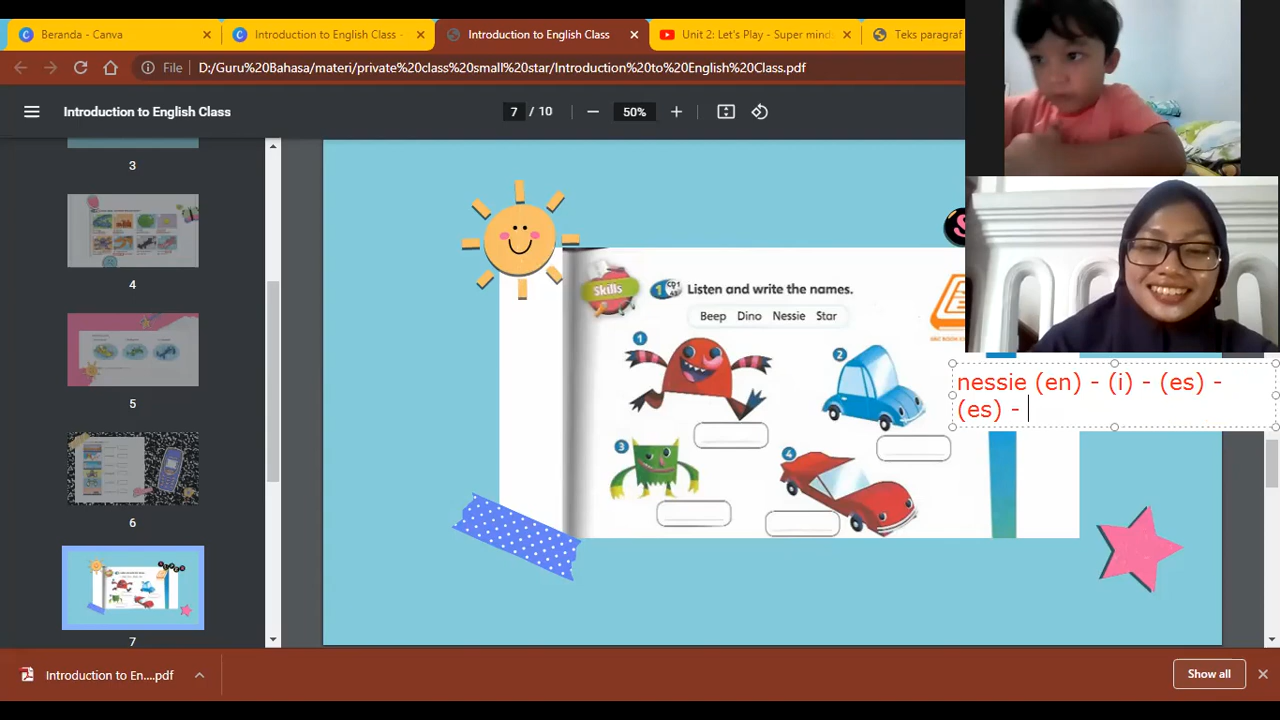 Beranda - Canva
Introduction to English Class -
Introduction to English Class
Unit 2: Let's Play - Super mind
Teks paragraf
File
D:/Guru%20Bahasa/materi/private%20class%20small%20star/Introduction%20to%20English%20Class.pdf
Introduction to English Class
7 / 10
50%
3
4
5
6
7
Skills
1
CD1
Listen and write the names.
Beep Dino Nessie Star
1
2
3
4
nessie (en) - (i) - (es) -
(es) -
Introduction to En....pdf
Show all